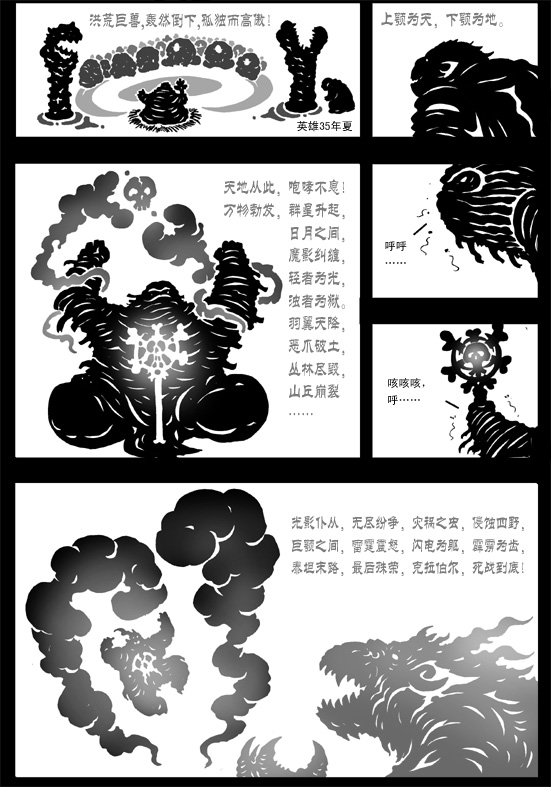 洪荒巨兽,轰然倒下,孤独而高傲!
英雄35年夏
上颚为天，下颚为地。
天地从此，咆哮不息!
万物勃发，群星升起，
日月之间，
魔影纠缠，
轻者为光，
浊者为狱。
羽翼天降，
恶爪破土，
丛林尽毁，
山丘崩裂
……
呼呼
……
咳咳咳，
呼……
光影仆从，无尽纷争，灾祸之虫，侵蚀四野，
巨颚之间，雷霆震怒，闪电为躯，霹雳为齿，
泰坦末路，最后殊荣，克拉伯尔，死战到底!